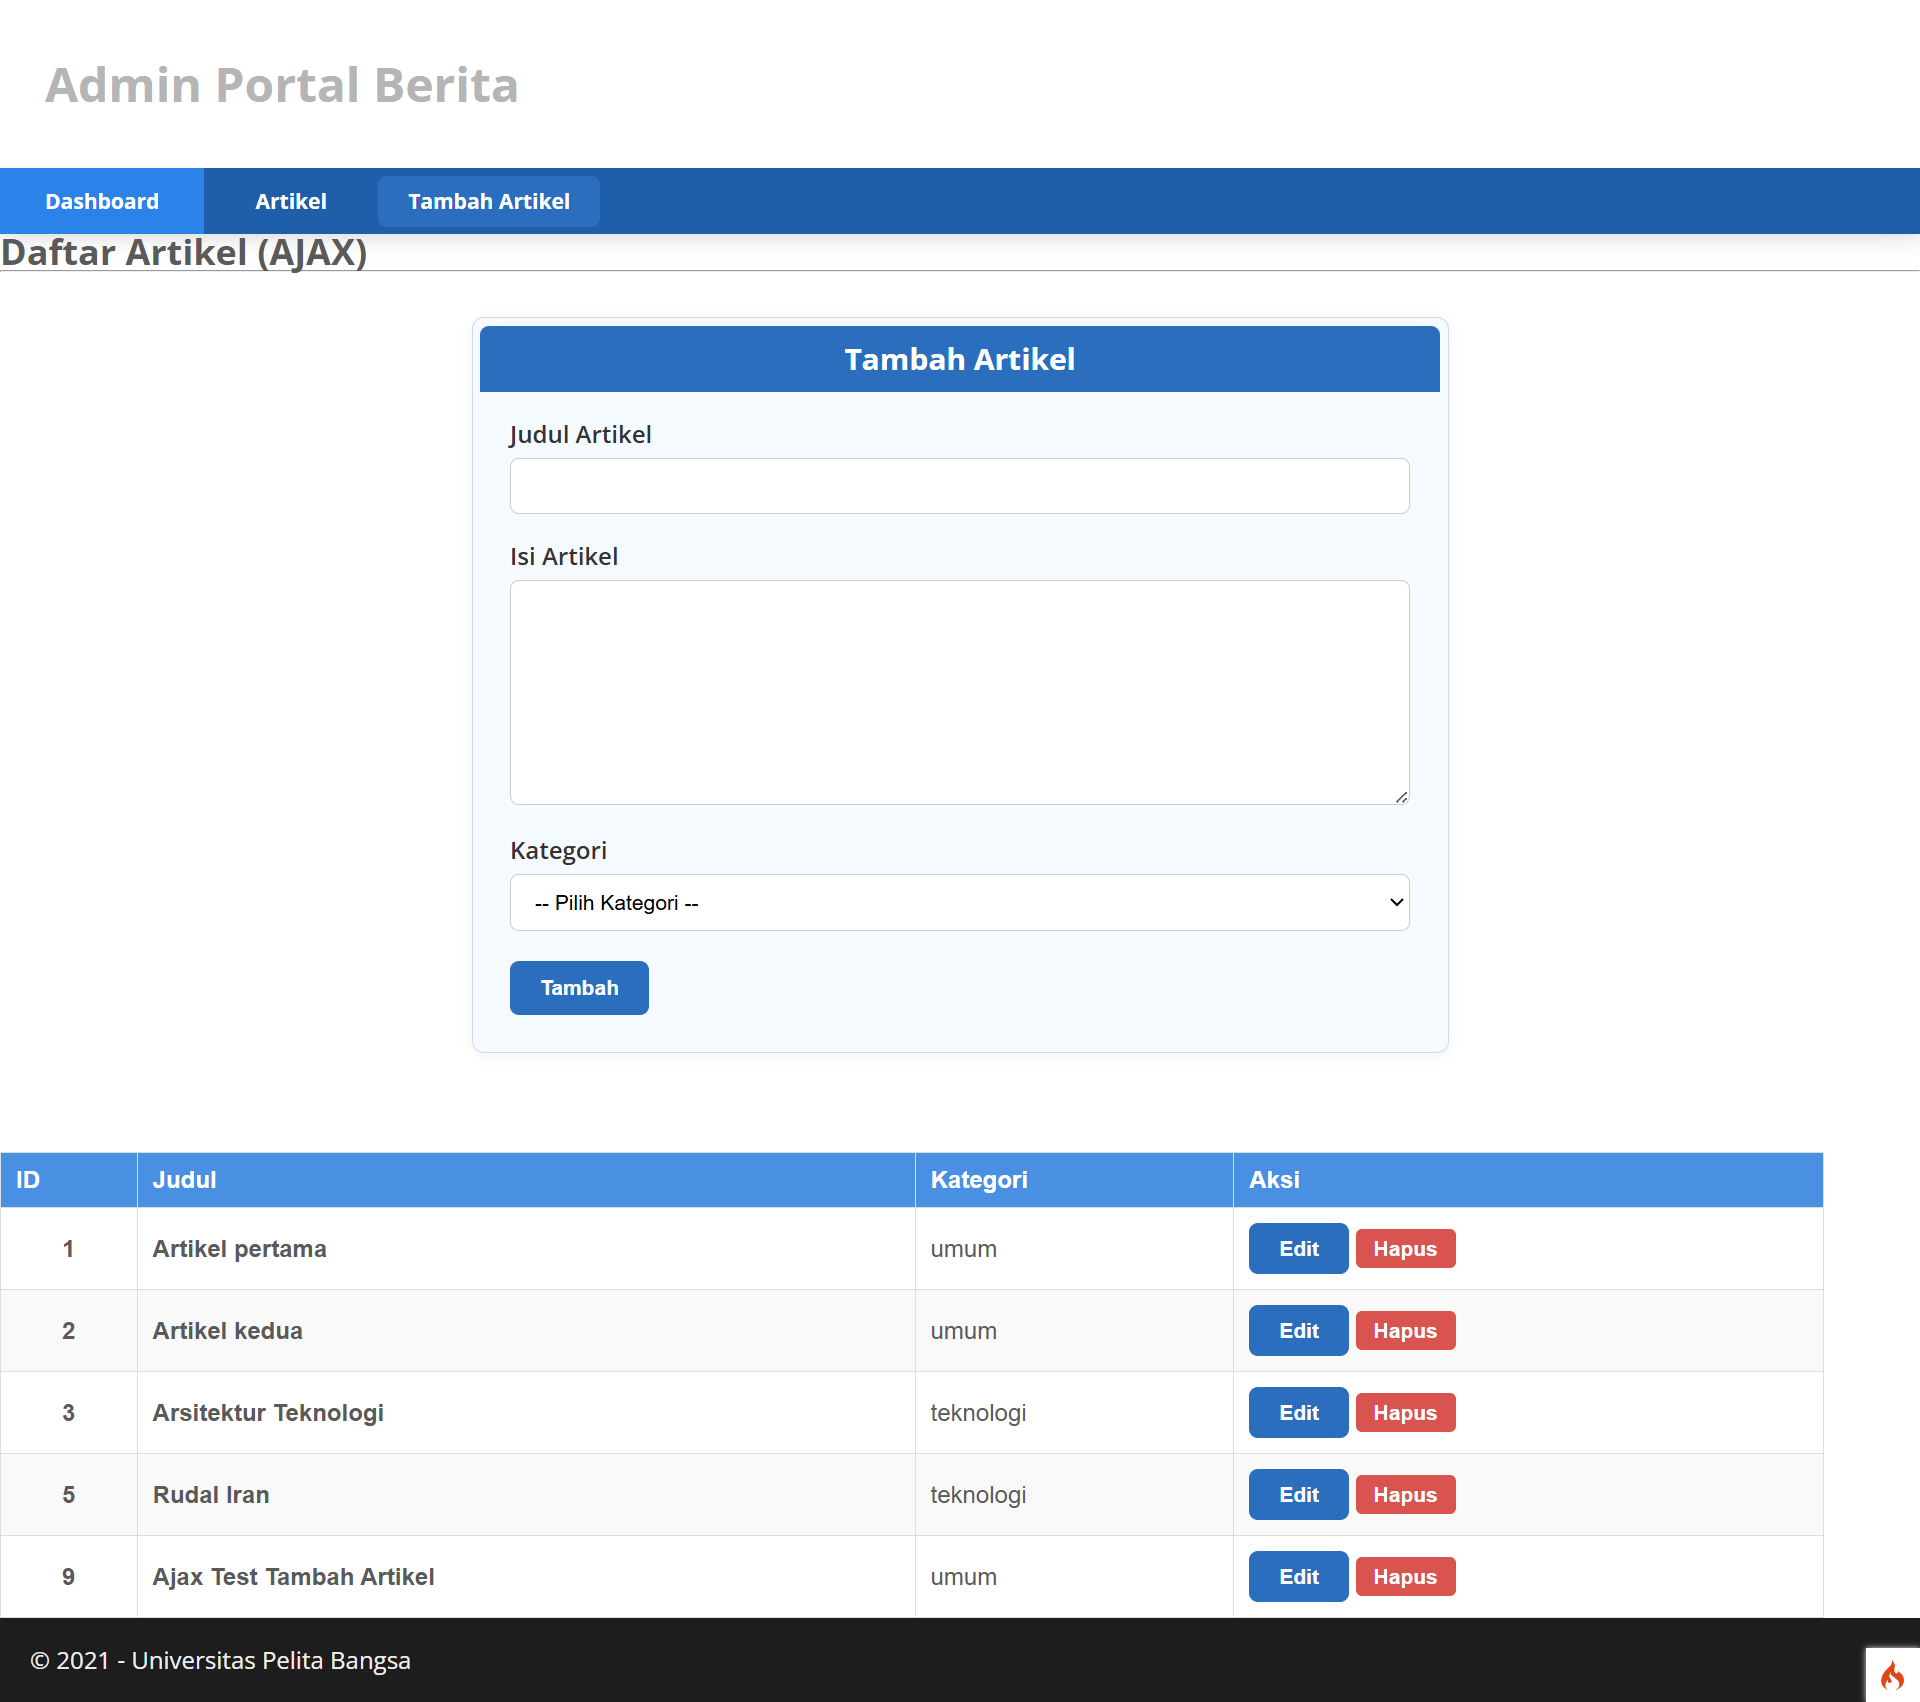 Admin Portal Berita
Dashboard Artikel Tambah Artikel
Daftar Artikel (AJAX)
Tambah Artikel
Judul Artikel
Isi Artikel
Kategori
-- Pilih Kategori --
Tambah
ID Judul Kategori Aksi
1 Artikel pertama umum Edit Hapus
2 Artikel kedua umum Edit Hapus
3 Arsitektur Teknologi teknologi Edit Hapus
5 Rudal Iran teknologi Edit Hapus
9 Ajax Test Tambah Artikel umum Edit Hapus
© 2021 - Universitas Pelita Bangsa